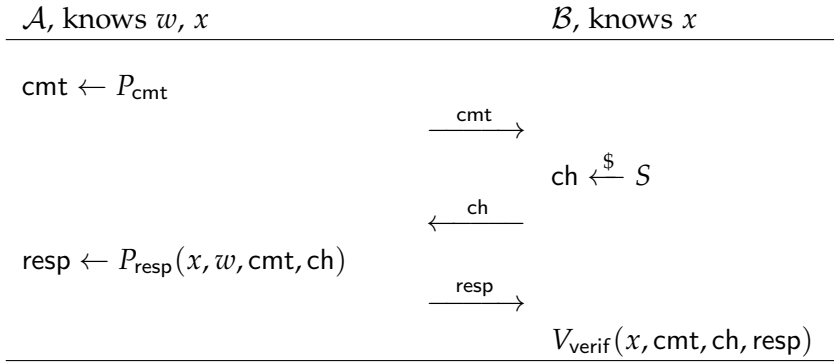 𝒜, knows w, x    ℬ, knows x
cmt ← P_cmt
cmt
ch ←$ S
ch
resp ← P_resp(x, w, cmt, ch)
resp
V_verif(x, cmt, ch, resp)